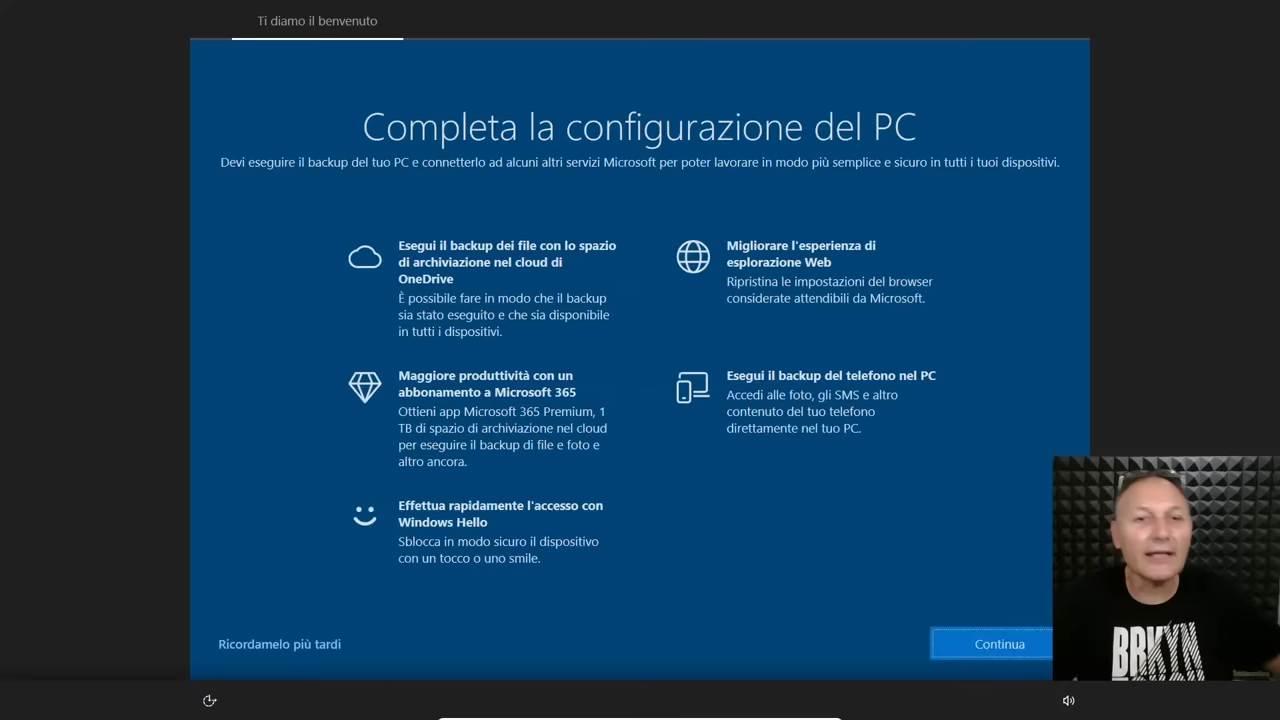 Ti diamo il benvenuto
Completa la configurazione del PC
Devi eseguire il backup del tuo PC e connetterlo ad alcuni altri servizi Microsoft per poter lavorare in modo più semplice e sicuro in tutti i tuoi dispositivi.
Esegui il backup dei file con lo spazio
di archiviazione nel cloud di
OneDrive
È possibile fare in modo che il backup
sia stato eseguito e che sia disponibile
in tutti i dispositivi.
Migliorare l'esperienza di
esplorazione Web
Ripristina le impostazioni del browser
considerate attendibili da Microsoft.
Maggiore produttività con un
abbonamento a Microsoft 365
Ottieni app Microsoft 365 Premium, 1
TB di spazio di archiviazione nel cloud
per eseguire il backup di file e foto e
altro ancora.
Esegui il backup del telefono nel PC
Accedi alle foto, gli SMS e altro
contenuto del tuo telefono
direttamente nel tuo PC.
Effettua rapidamente l'accesso con
Windows Hello
Sblocca in modo sicuro il dispositivo
con un tocco o uno smile.
Ricordamelo più tardi
Continua
BRKYN